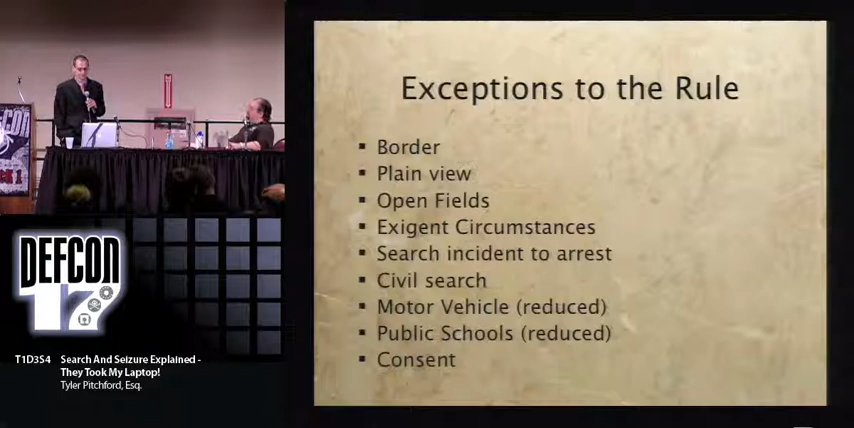 Exceptions to the Rule
▪ Border
▪ Plain view
▪ Open Fields
▪ Exigent Circumstances
▪ Search incident to arrest
▪ Civil search
▪ Motor Vehicle (reduced)
▪ Public Schools (reduced)
▪ Consent
DEFCON
17
T1D3S4 Search And Seizure Explained -
They Took My Laptop!
Tyler Pitchford, Esq.